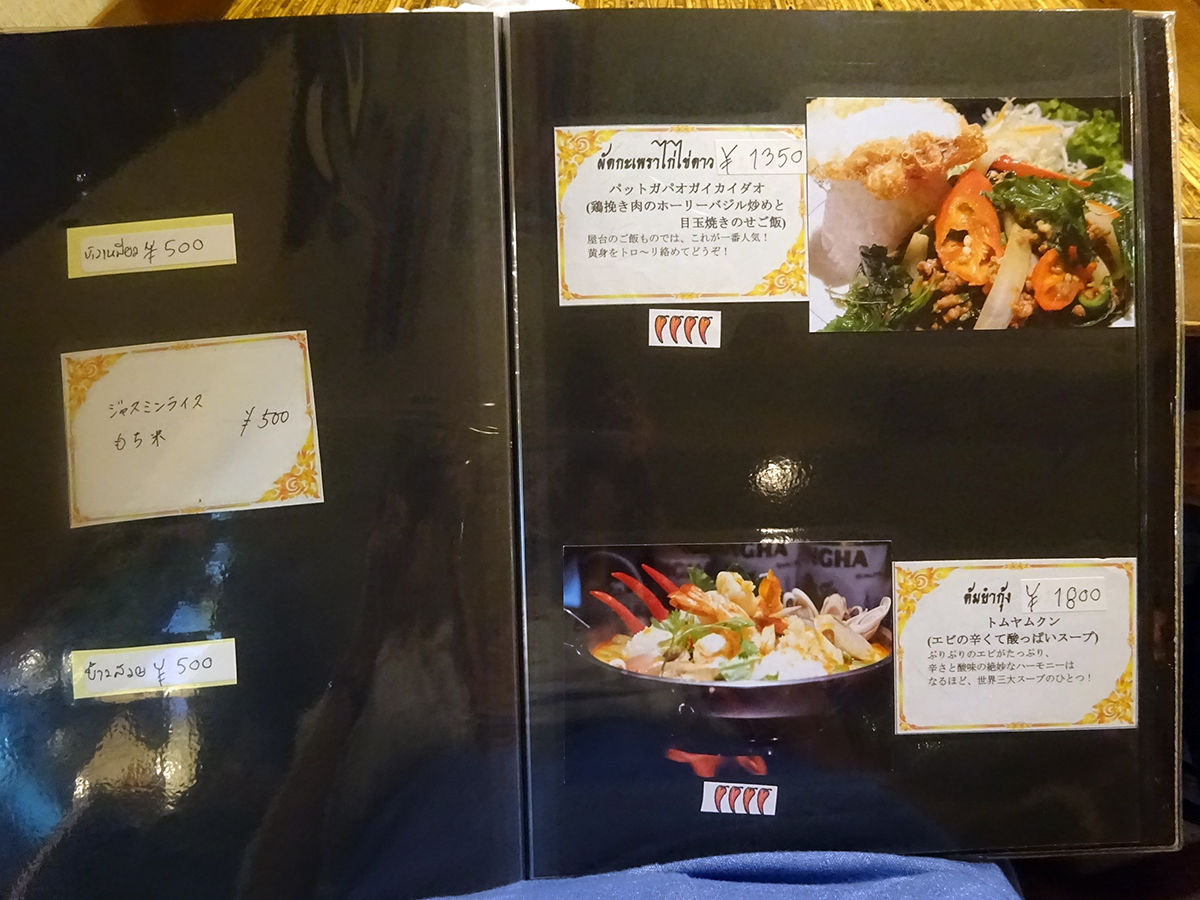 ข้าวเหนียว ¥500
ジャスミンライス
もち米
¥500
ข้าวสวย ¥500
ผัดกะเพราไก่ไข่ดาว ¥1350
パットガパオガイカイダオ
(鶏挽き肉のホーリーバジル炒めと
目玉焼きのせご飯)
屋台のご飯ものでは、これが一番人気！
黄身をトロ〜リ絡めてどうぞ！
NGHA
ต้มยำกุ้ง ¥1800
トムヤムクン
(エビの辛くて酸っぱいスープ)
ぷりぷりのエビがたっぷり、
辛さと酸味の絶妙なハーモニーは
なるほど、世界三大スープのひとつ！